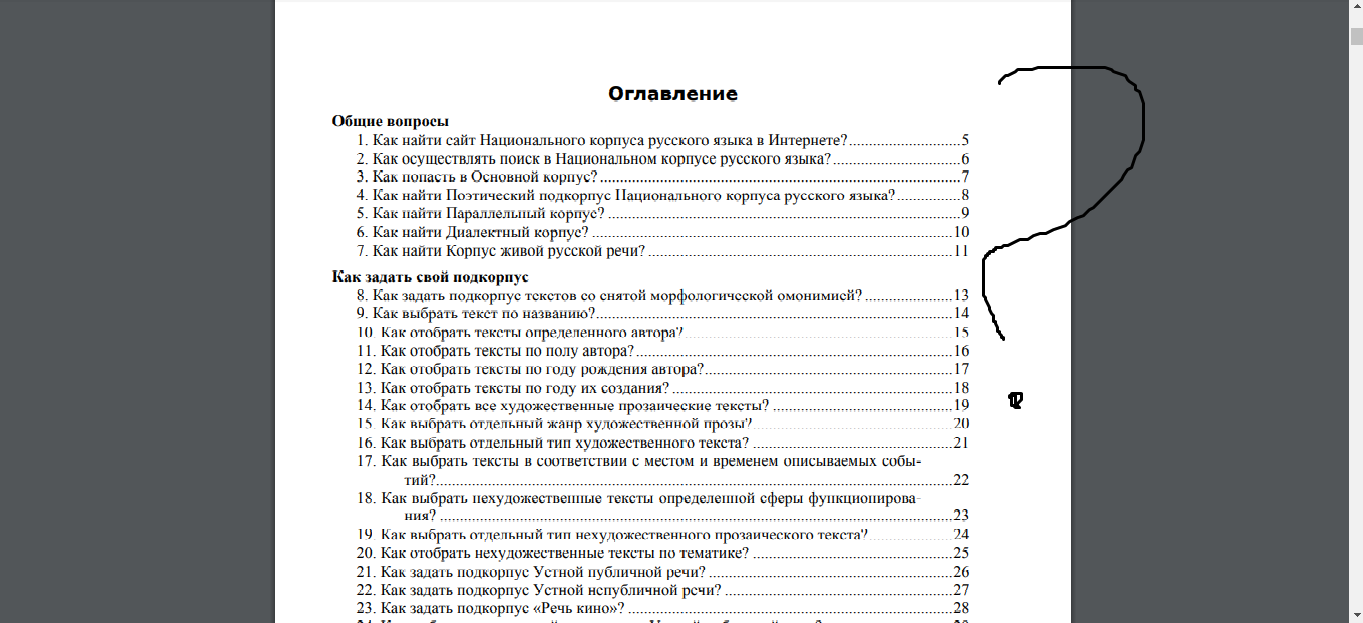 Оглавление
Общие вопросы
1. Как найти сайт Национального корпуса русского языка в Интернете?..............................5
2. Как осуществлять поиск в Национальном корпусе русского языка?..................................6
3. Как попасть в Основной корпус?..........................................................................................7
4. Как найти Поэтический подкорпус Национального корпуса русского языка?................8
5. Как найти Параллельный корпус?.......................................................................................9
6. Как найти Диалектный корпус?..........................................................................................10
7. Как найти Корпус живой русской речи?............................................................................11
Как задать свой подкорпус
8. Как задать подкорпус текстов со снятой морфологической омонимией?......................13
9. Как выбрать текст по названию?.........................................................................................14
10. Как отобрать тексты определенного автора?...................................................................15
11. Как отобрать тексты по полу автора?...............................................................................16
12. Как отобрать тексты по году рождения автора?..............................................................17
13. Как отобрать тексты по году их создания?.......................................................................18
14. Как отобрать все художественные прозаические тексты?..............................................19
15. Как выбрать отдельный жанр художественной прозы?..................................................20
16. Как выбрать отдельный тип художественного текста?...................................................21
17. Как выбрать тексты в соответствии с местом и временем описываемых собы-
тий?.................................................................................................................................22
18. Как выбрать нехудожественные тексты определенной сферы функционирова-
ния?................................................................................................................................23
19. Как выбрать отдельный тип нехудожественного прозаического текста?.....................24
20. Как отобрать нехудожественные тексты по тематике?..................................................25
21. Как задать подкорпус Устной публичной речи?.............................................................26
22. Как задать подкорпус Устной непубличной речи?.........................................................27
23. Как задать подкорпус «Речь кино»?.................................................................................28